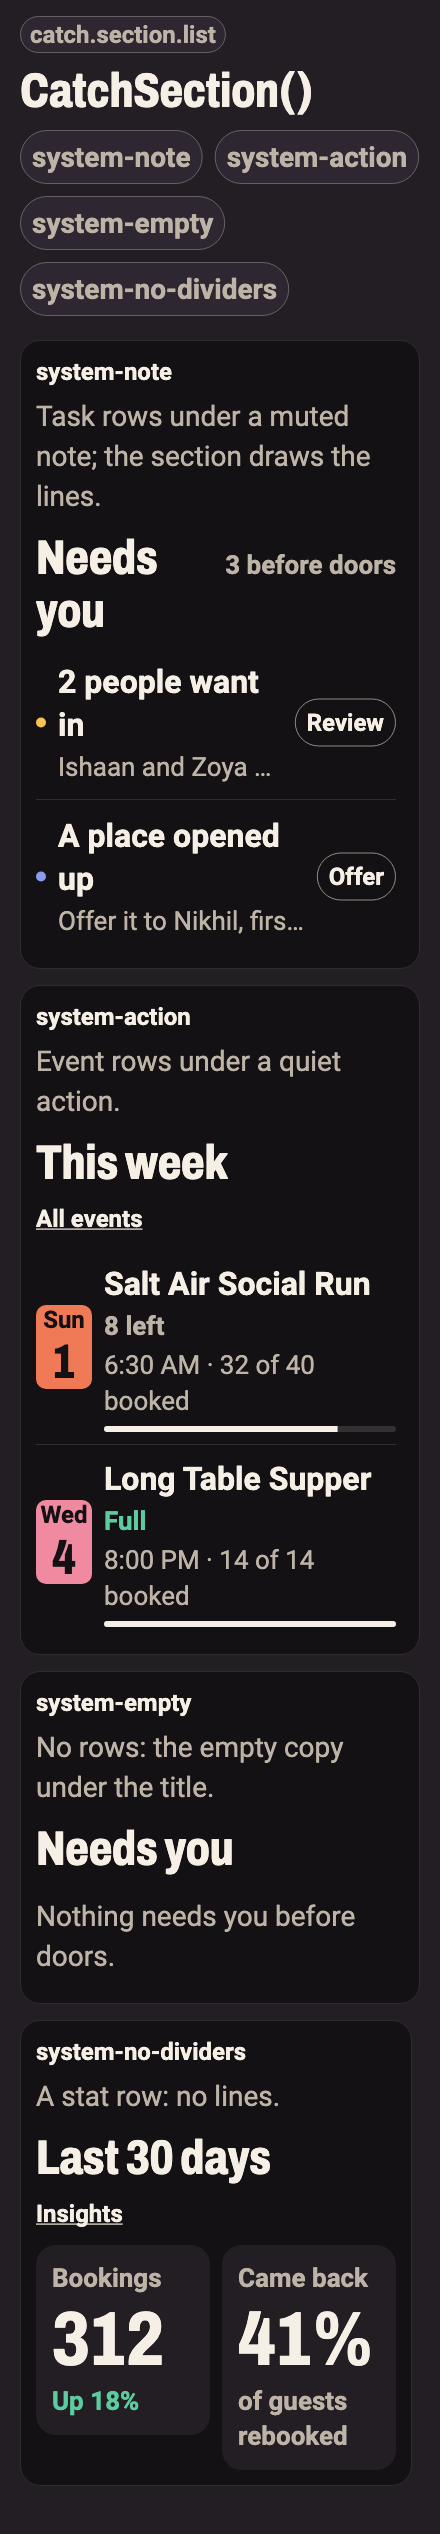 catch.section.list
CatchSection()
system-note system-action
system-empty
system-no-dividers
system-note
Task rows under a muted
note; the section draws the
lines.
Needs you
3 before doors
2 people want
in
Ishaan and Zoya ...
Review
A place opened
up
Offer it to Nikhil, firs...
Offer
system-action
Event rows under a quiet
action.
This week
All events
Sun
1
Salt Air Social Run
8 left
6:30 AM · 32 of 40
booked
Wed
4
Long Table Supper
Full
8:00 PM · 14 of 14
booked
system-empty
No rows: the empty copy
under the title.
Needs you
Nothing needs you before
doors.
system-no-dividers
A stat row: no lines.
Last 30 days
Insights
Bookings
312
Up 18%
Came back
41%
of guests
rebooked